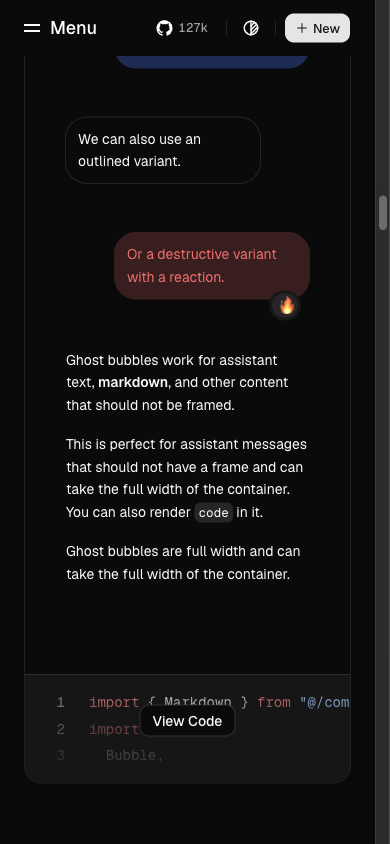 Menu
127k
New
We can also use an
outlined variant.
Or a destructive variant
with a reaction.
Ghost bubbles work for assistant
text, markdown, and other content
that should not be framed.
This is perfect for assistant messages
that should not have a frame and can
take the full width of the container.
You can also render code in it.
Ghost bubbles are full width and can
take the full width of the container.
1 import { Markdown } from "@/com
2 import
View Code
3 Bubble,